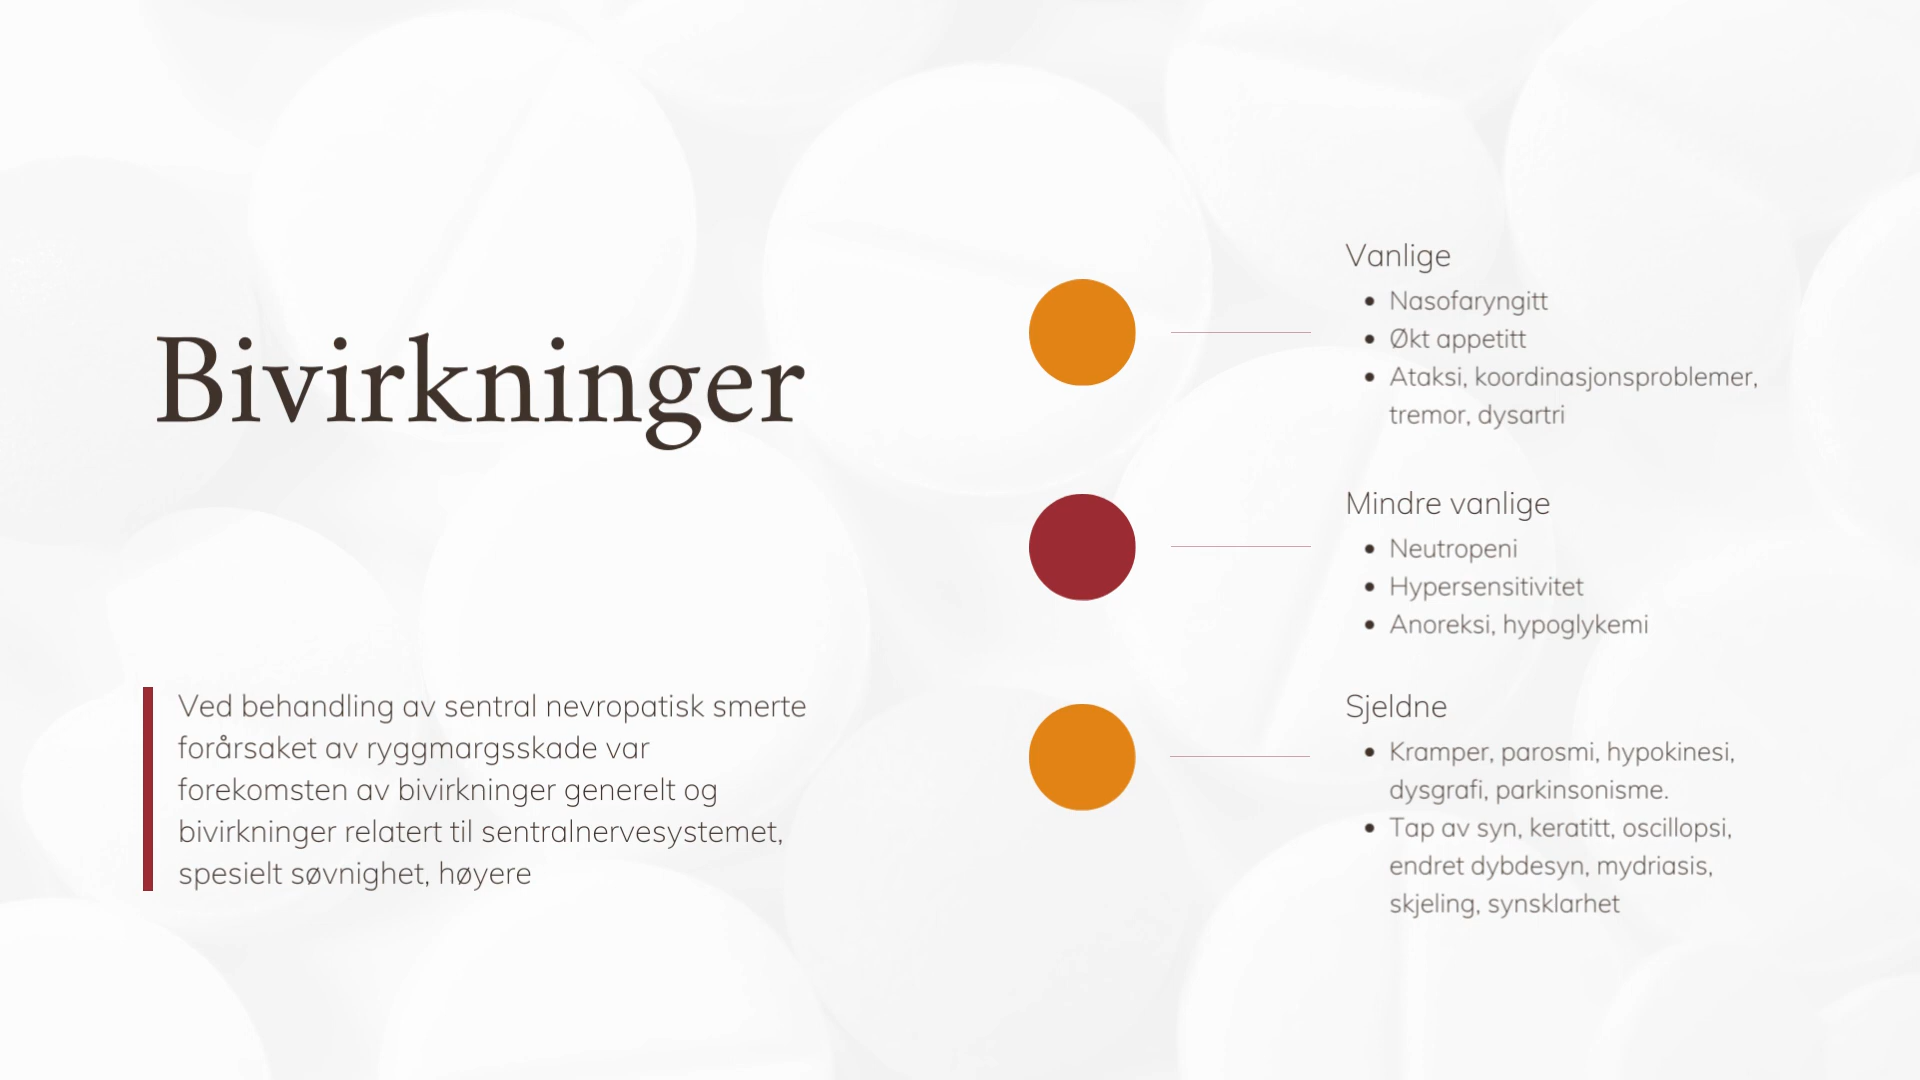 Bivirkninger
Ved behandling av sentral nevropatisk smerte
forårsaket av ryggmargsskade var
forekomsten av bivirkninger generelt og
bivirkninger relatert til sentralnervesystemet,
spesielt søvnighet, høyere
Vanlige
• Nasofaryngitt
• Økt appetitt
• Ataksi, koordinasjonsproblemer,
tremor, dysartri
Mindre vanlige
• Neutropeni
• Hypersensitivitet
• Anoreksi, hypoglykemi
Sjeldne
• Kramper, parosmi, hypokinesi,
dysgrafi, parkinsonisme.
• Tap av syn, keratitt, oscillopsi,
endret dybdesyn, mydriasis,
skjeling, synsklarhet